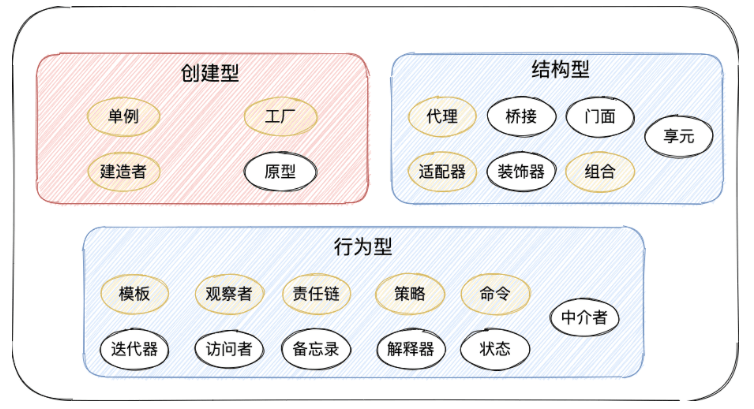 创建型
单例
工厂
建造者
原型
结构型
代理
桥接
门面
享元
适配器
装饰器
组合
行为型
模板
观察者
责任链
策略
命令
中介者
迭代器
访问者
备忘录
解释器
状态